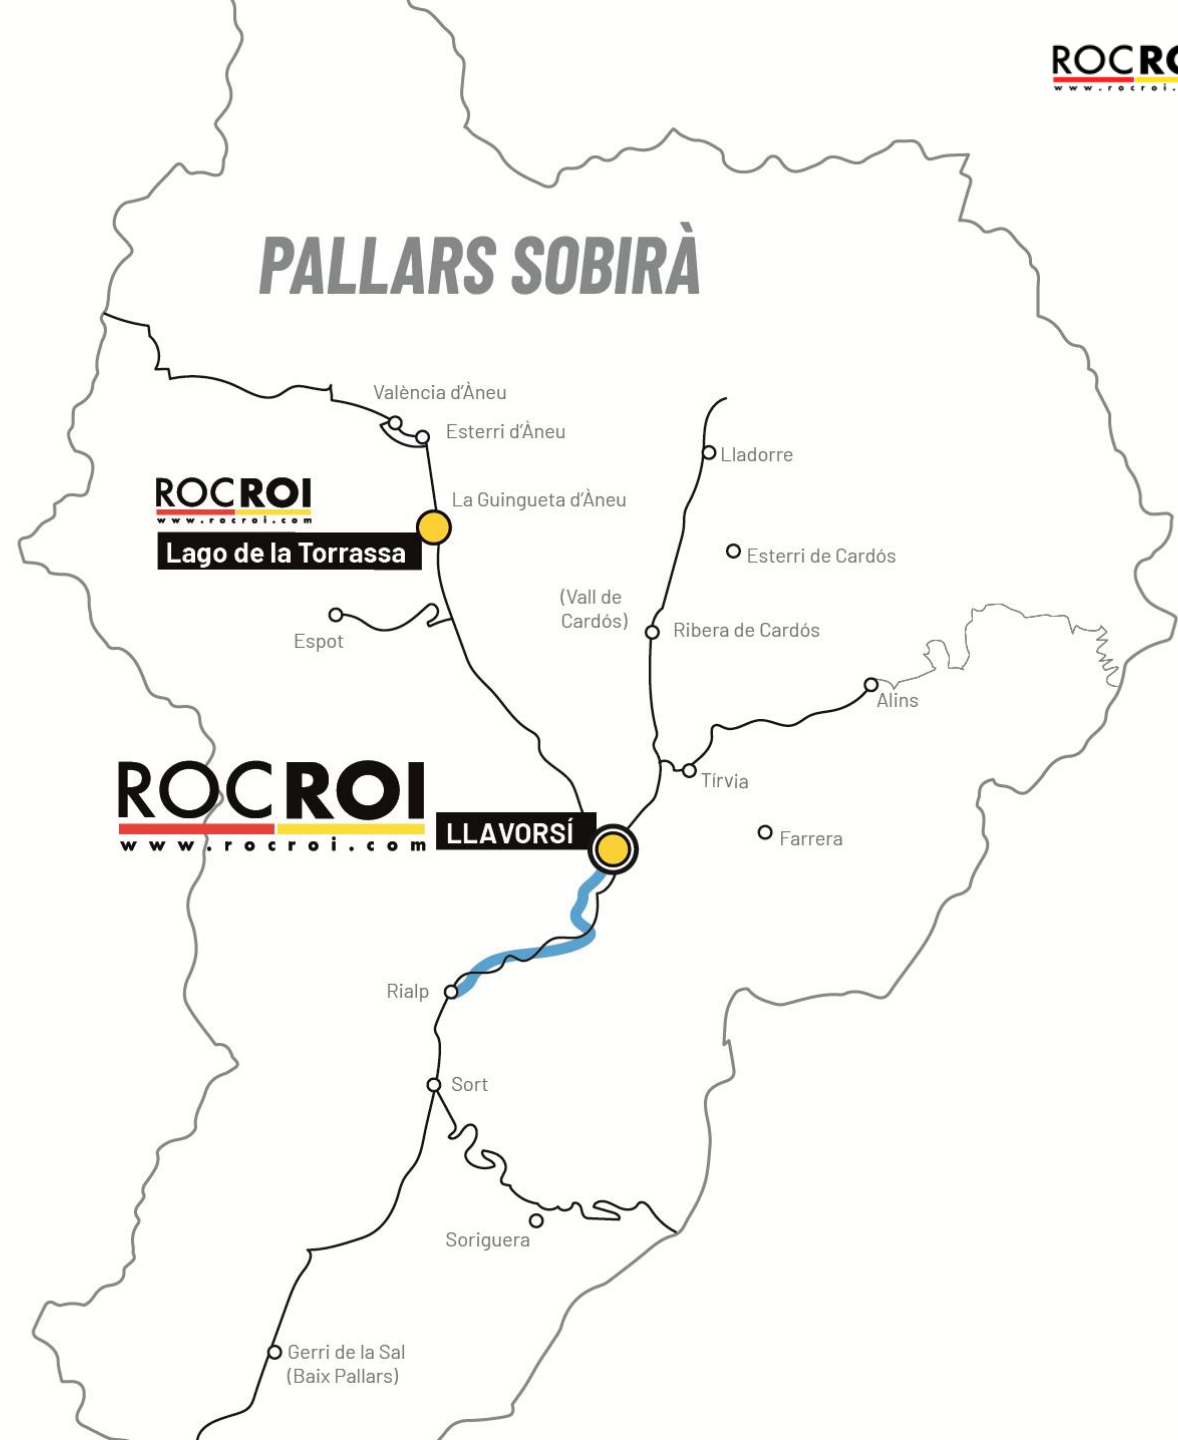 ROCRO
www.rocroi.
PALLARS SOBIRÀ
València d'Àneu
Esterri d'Àneu
Lladorre
ROCROI
www.rocroi.com
La Guingueta d'Àneu
Lago de la Torrassa
Esterri de Cardós
(Vall de
Cardós)
Ribera de Cardós
Espot
Alins
Tírvia
ROCROI
www.rocroi.com
LLAVORSÍ
Farrera
Rialp
Sort
Soriguera
Gerri de la Sal
(Baix Pallars)